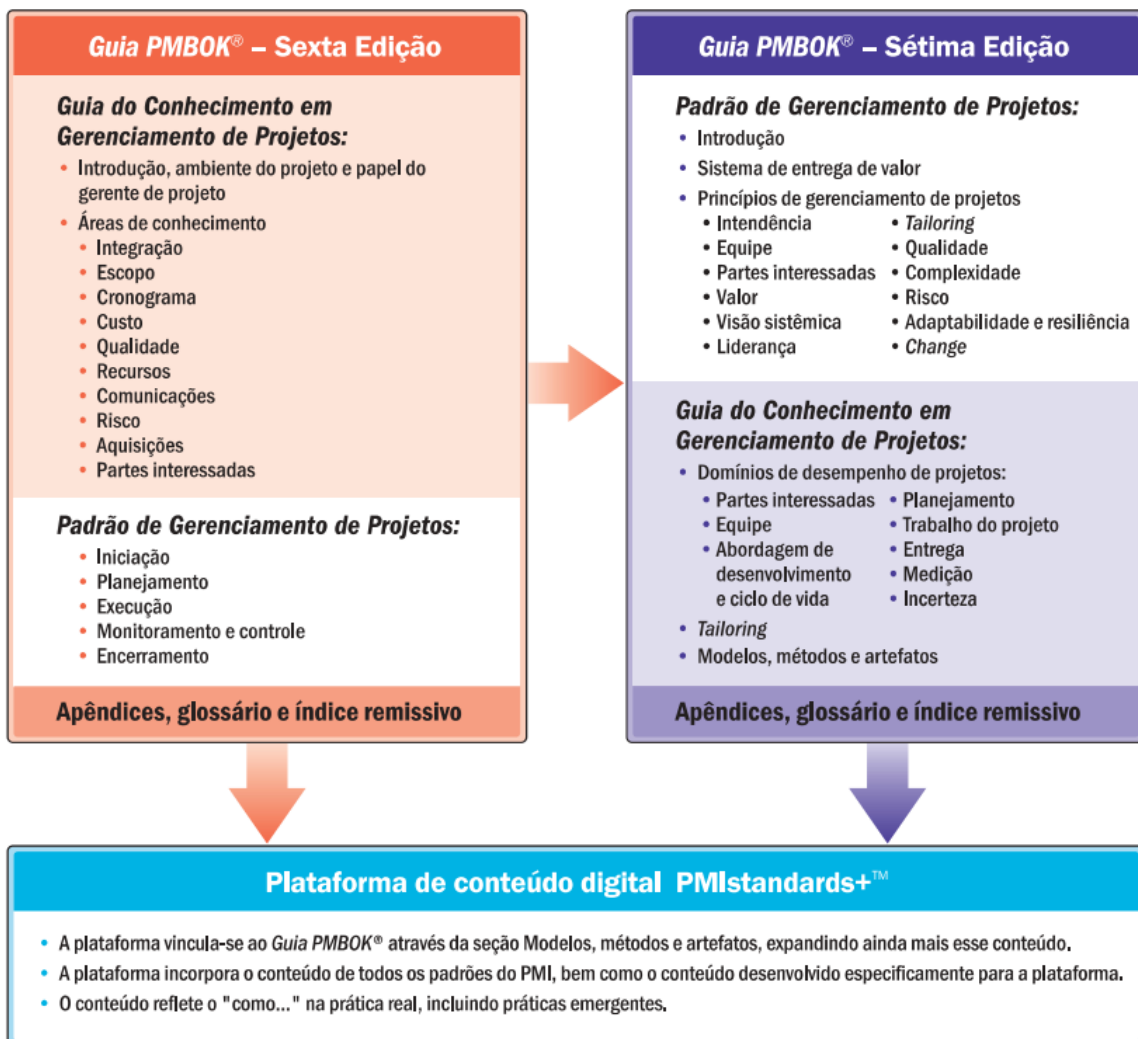 Guia PMBOK® – Sexta Edição
Guia do Conhecimento em
Gerenciamento de Projetos:
• Introdução, ambiente do projeto e papel do
gerente de projeto
• Áreas de conhecimento
• Integração
• Escopo
• Cronograma
• Custo
• Qualidade
• Recursos
• Comunicações
• Risco
• Aquisições
• Partes interessadas
Padrão de Gerenciamento de Projetos:
• Iniciação
• Planejamento
• Execução
• Monitoramento e controle
• Encerramento
Apêndices, glossário e índice remissivo
Guia PMBOK® – Sétima Edição
Padrão de Gerenciamento de Projetos:
• Introdução
• Sistema de entrega de valor
• Princípios de gerenciamento de projetos
• Intendência
• Equipe
• Partes interessadas
• Valor
• Visão sistêmica
• Liderança
• Tailoring
• Qualidade
• Complexidade
• Risco
• Adaptabilidade e resiliência
• Change
Guia do Conhecimento em
Gerenciamento de Projetos:
• Domínios de desempenho de projetos:
• Partes interessadas
• Equipe
• Abordagem de
desenvolvimento
e ciclo de vida
• Planejamento
• Trabalho do projeto
• Entrega
• Medição
• Incerteza
• Tailoring
• Modelos, métodos e artefatos
Apêndices, glossário e índice remissivo
Plataforma de conteúdo digital PMIstandards+™
• A plataforma vincula-se ao Guia PMBOK® através da seção Modelos, métodos e artefatos, expandindo ainda mais esse conteúdo.
• A plataforma incorpora o conteúdo de todos os padrões do PMI, bem como o conteúdo desenvolvido especificamente para a plataforma.
• O conteúdo reflete o "como..." na prática real, incluindo práticas emergentes.